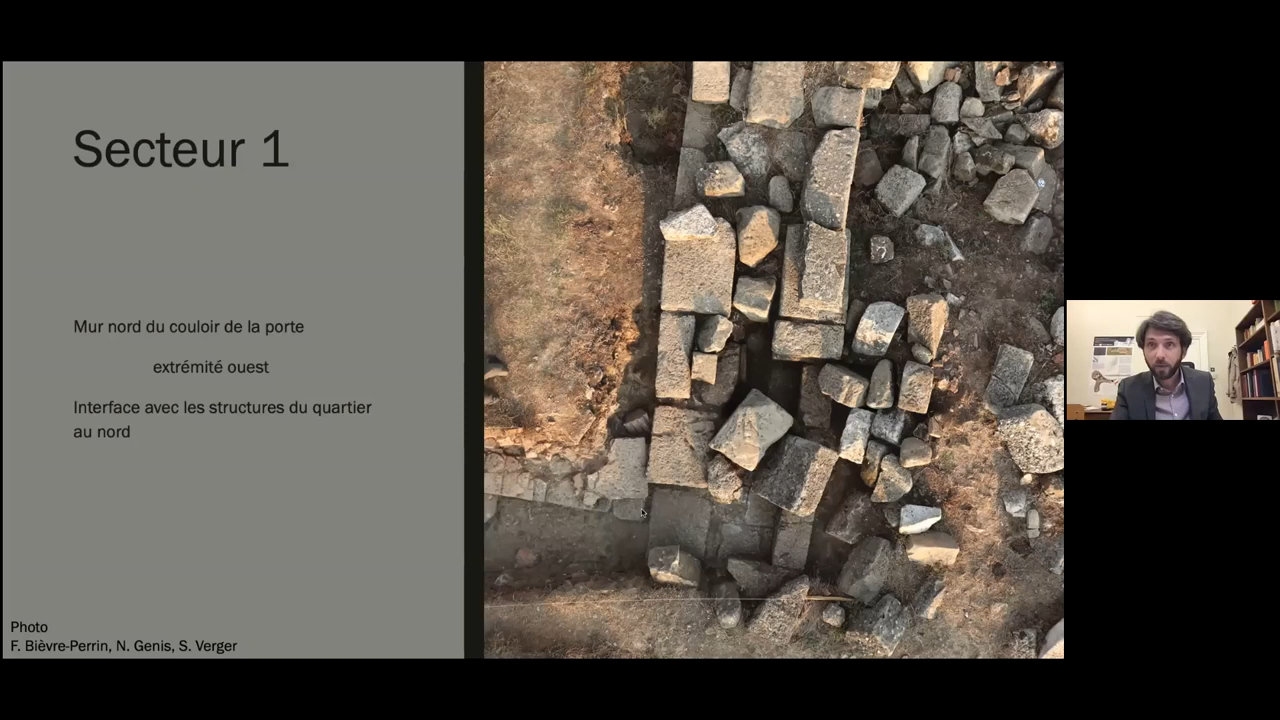 Secteur 1
Mur nord du couloir de la porte
extrémité ouest
Interface avec les structures du quartier
au nord
Photo
F. Bièvre-Perrin, N. Genis, S. Verger